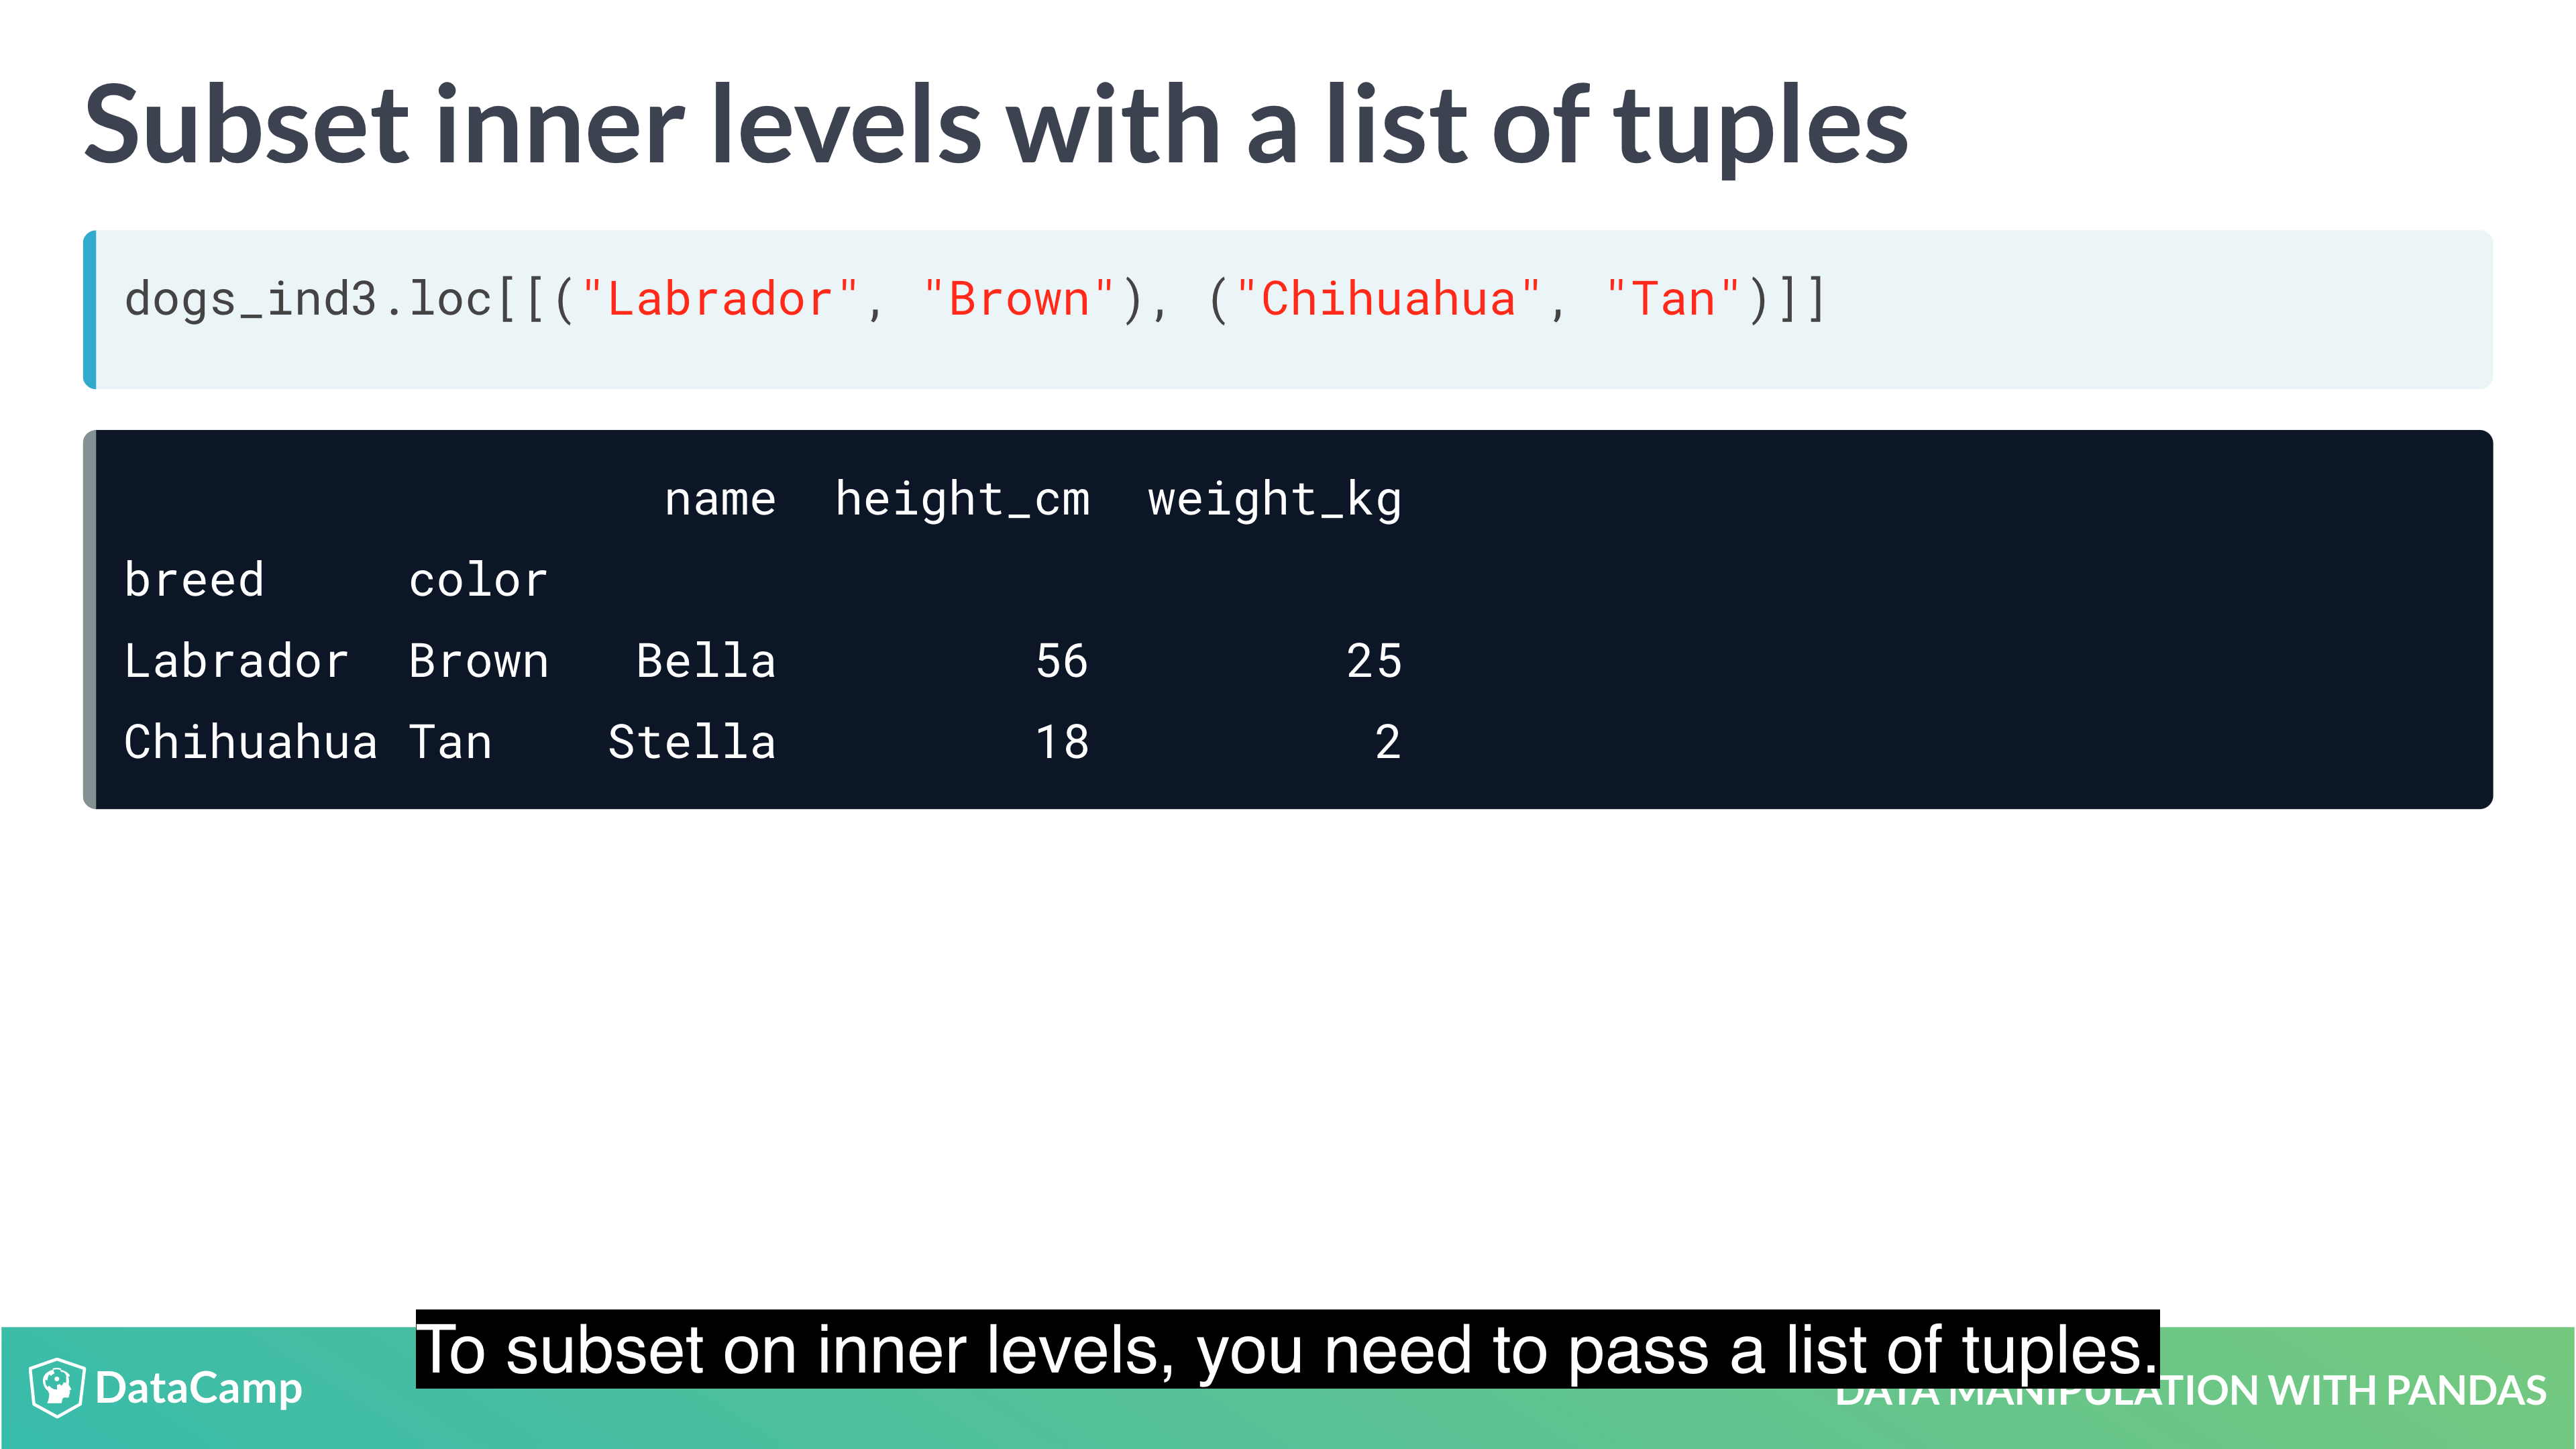 Subset inner levels with a list of tuples
dogs_ind3.loc[[("Labrador", "Brown"), ("Chihuahua", "Tan")]]
name height_cm weight_kg
breed color
Labrador Brown Bella 56 25
Chihuahua Tan Stella 18 2
To subset on inner levels, you need to pass a list of tuples.
DataCamp
DATA MANIPULATION WITH PANDAS